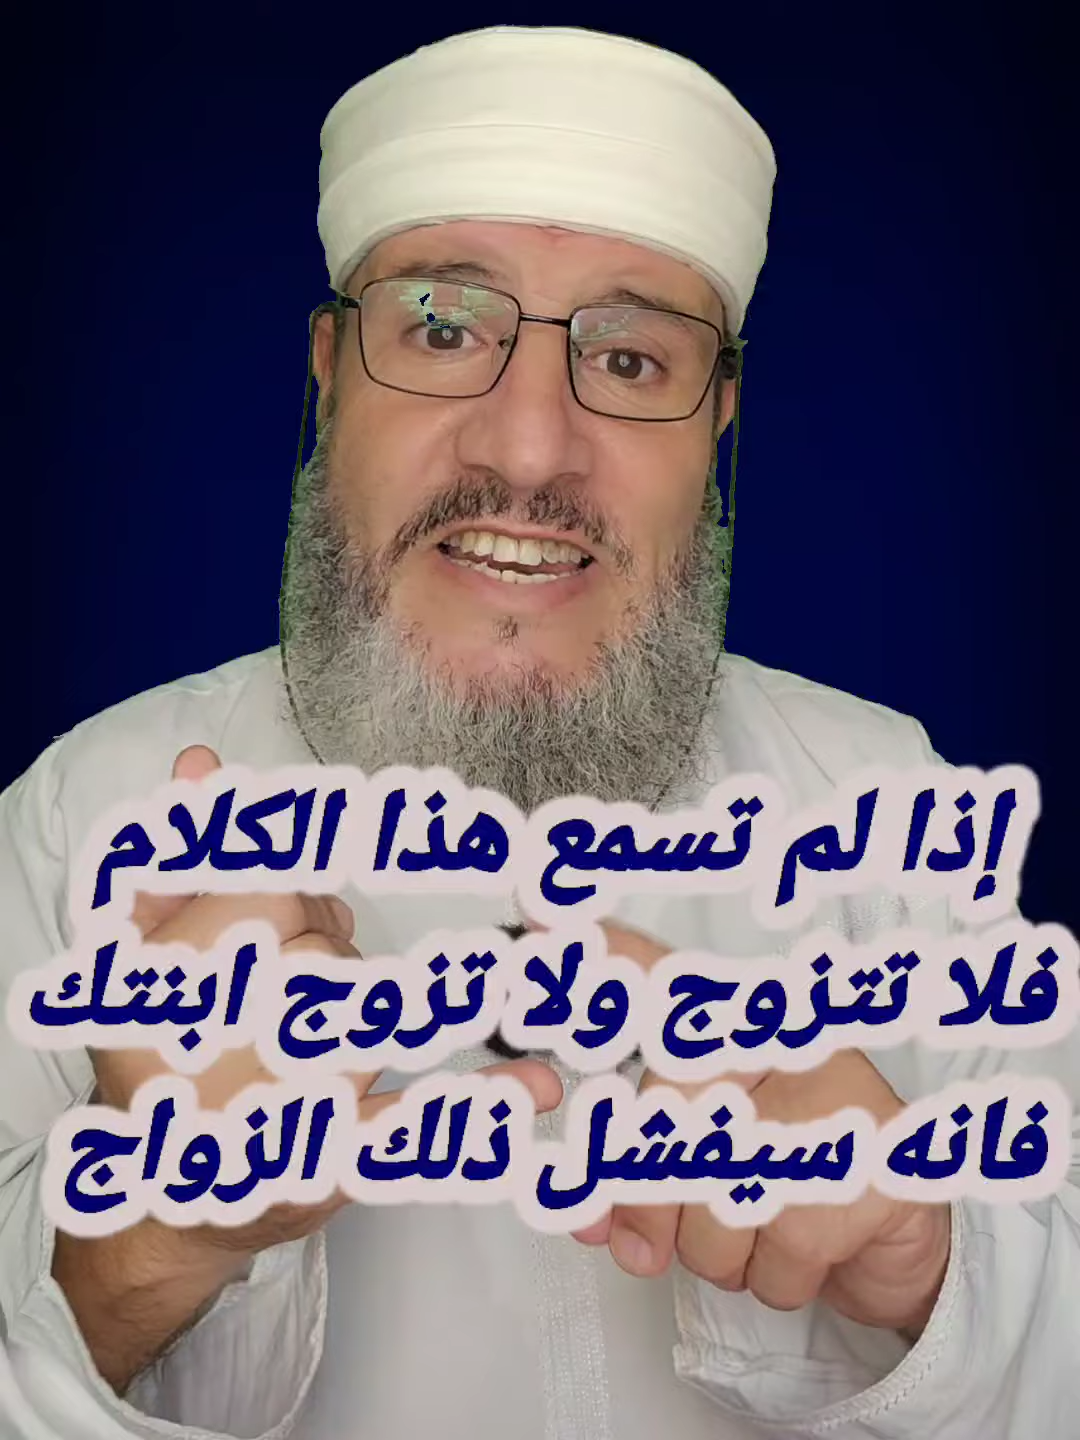 إذا لم تسمع هذا الكلام
فلا تتزوج ولا تزوج ابنتك
فانه سيفشل ذلك الزواج